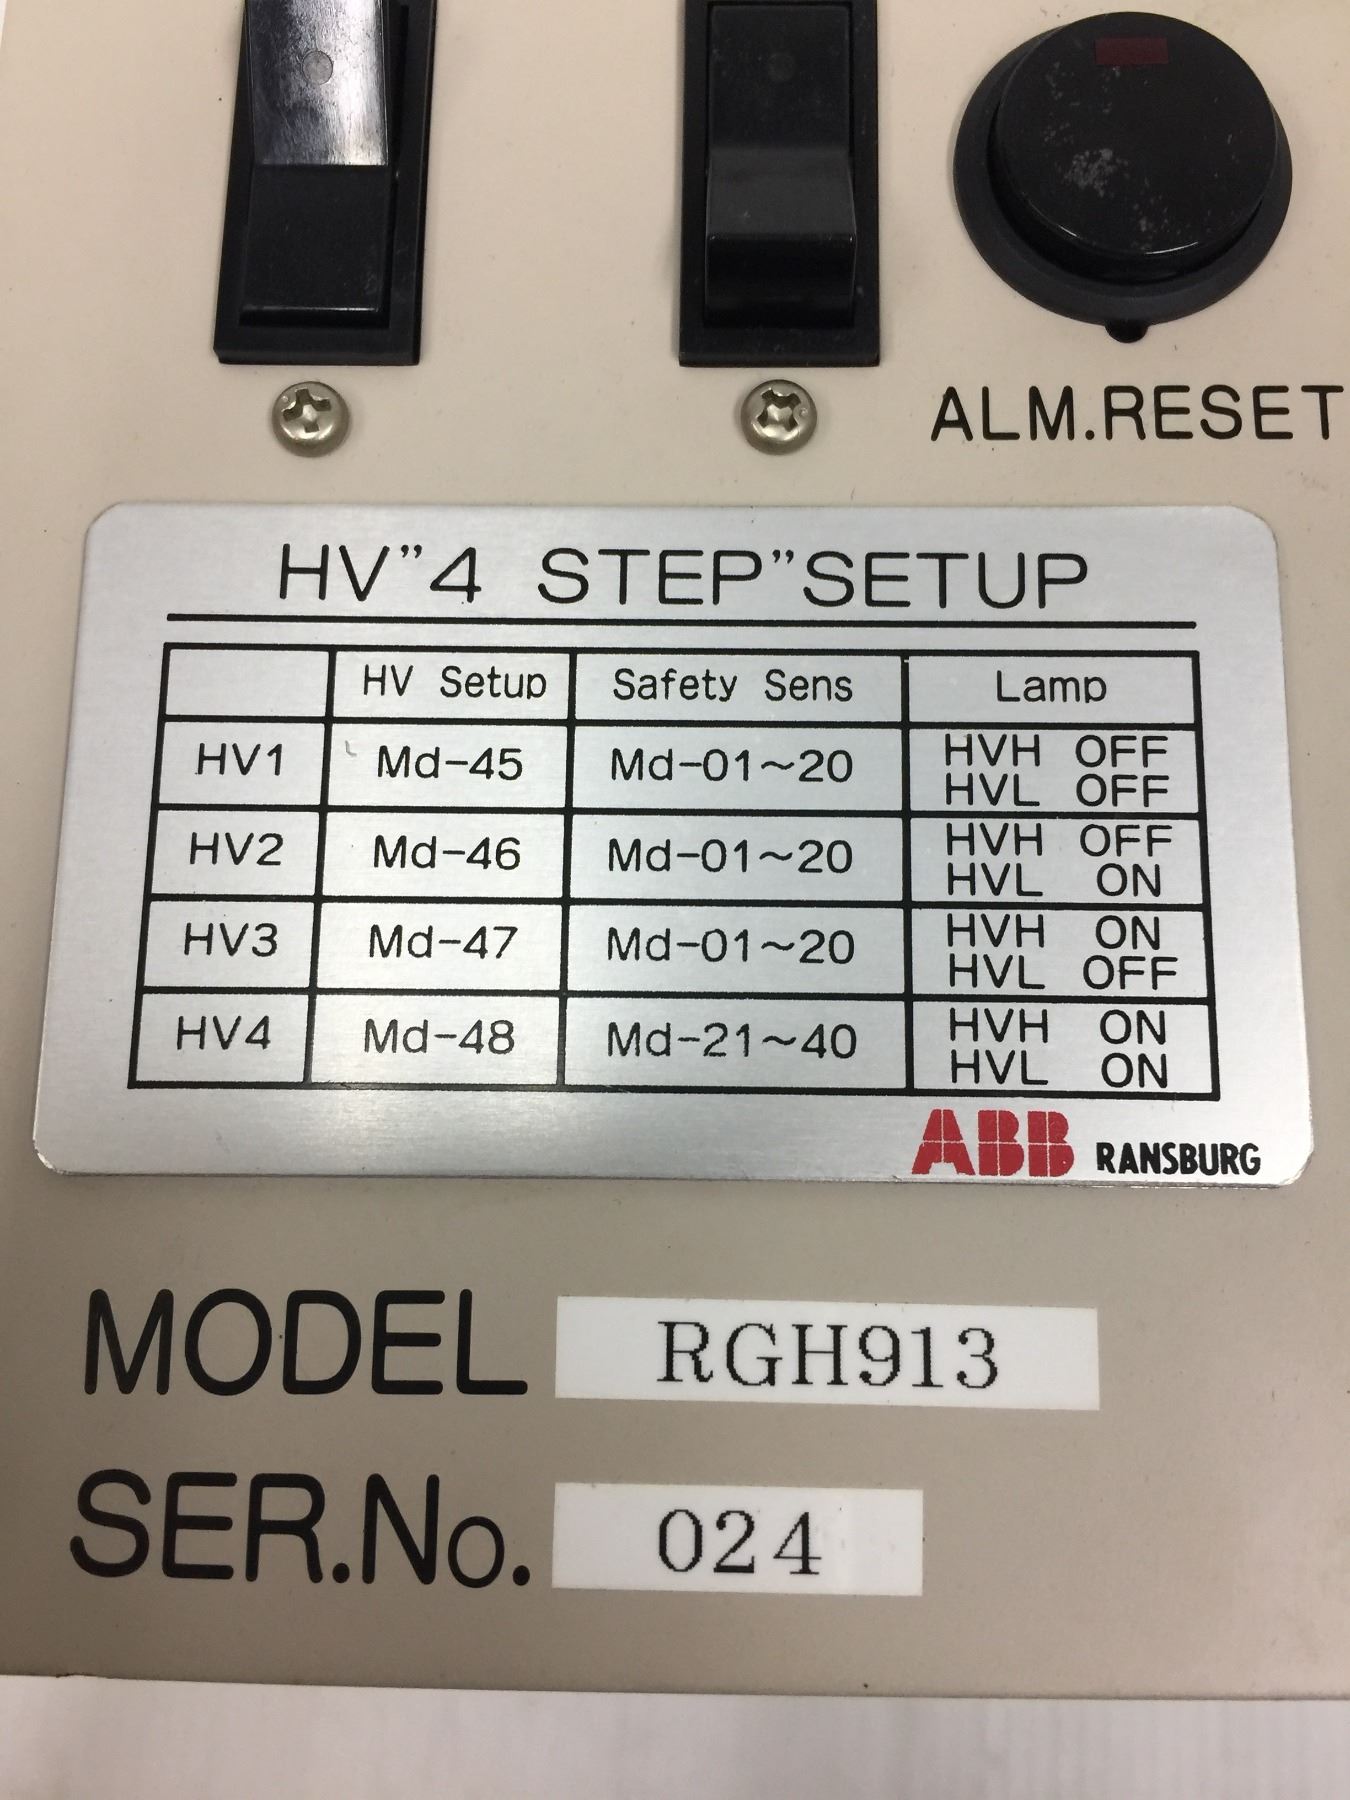 ALM.RESET
HV"4 STEP"SETUP
HV Setup Safety Sens Lamp
HV1 Md-45 Md-01~20 HVH OFF
HVL OFF
HV2 Md-46 Md-01~20 HVH OFF
HVL ON
HV3 Md-47 Md-01~20 HVH ON
HVL OFF
HV4 Md-48 Md-21~40 HVH ON
HVL ON
ABB RANSBURG
MODEL RGH913
SER.No. 024